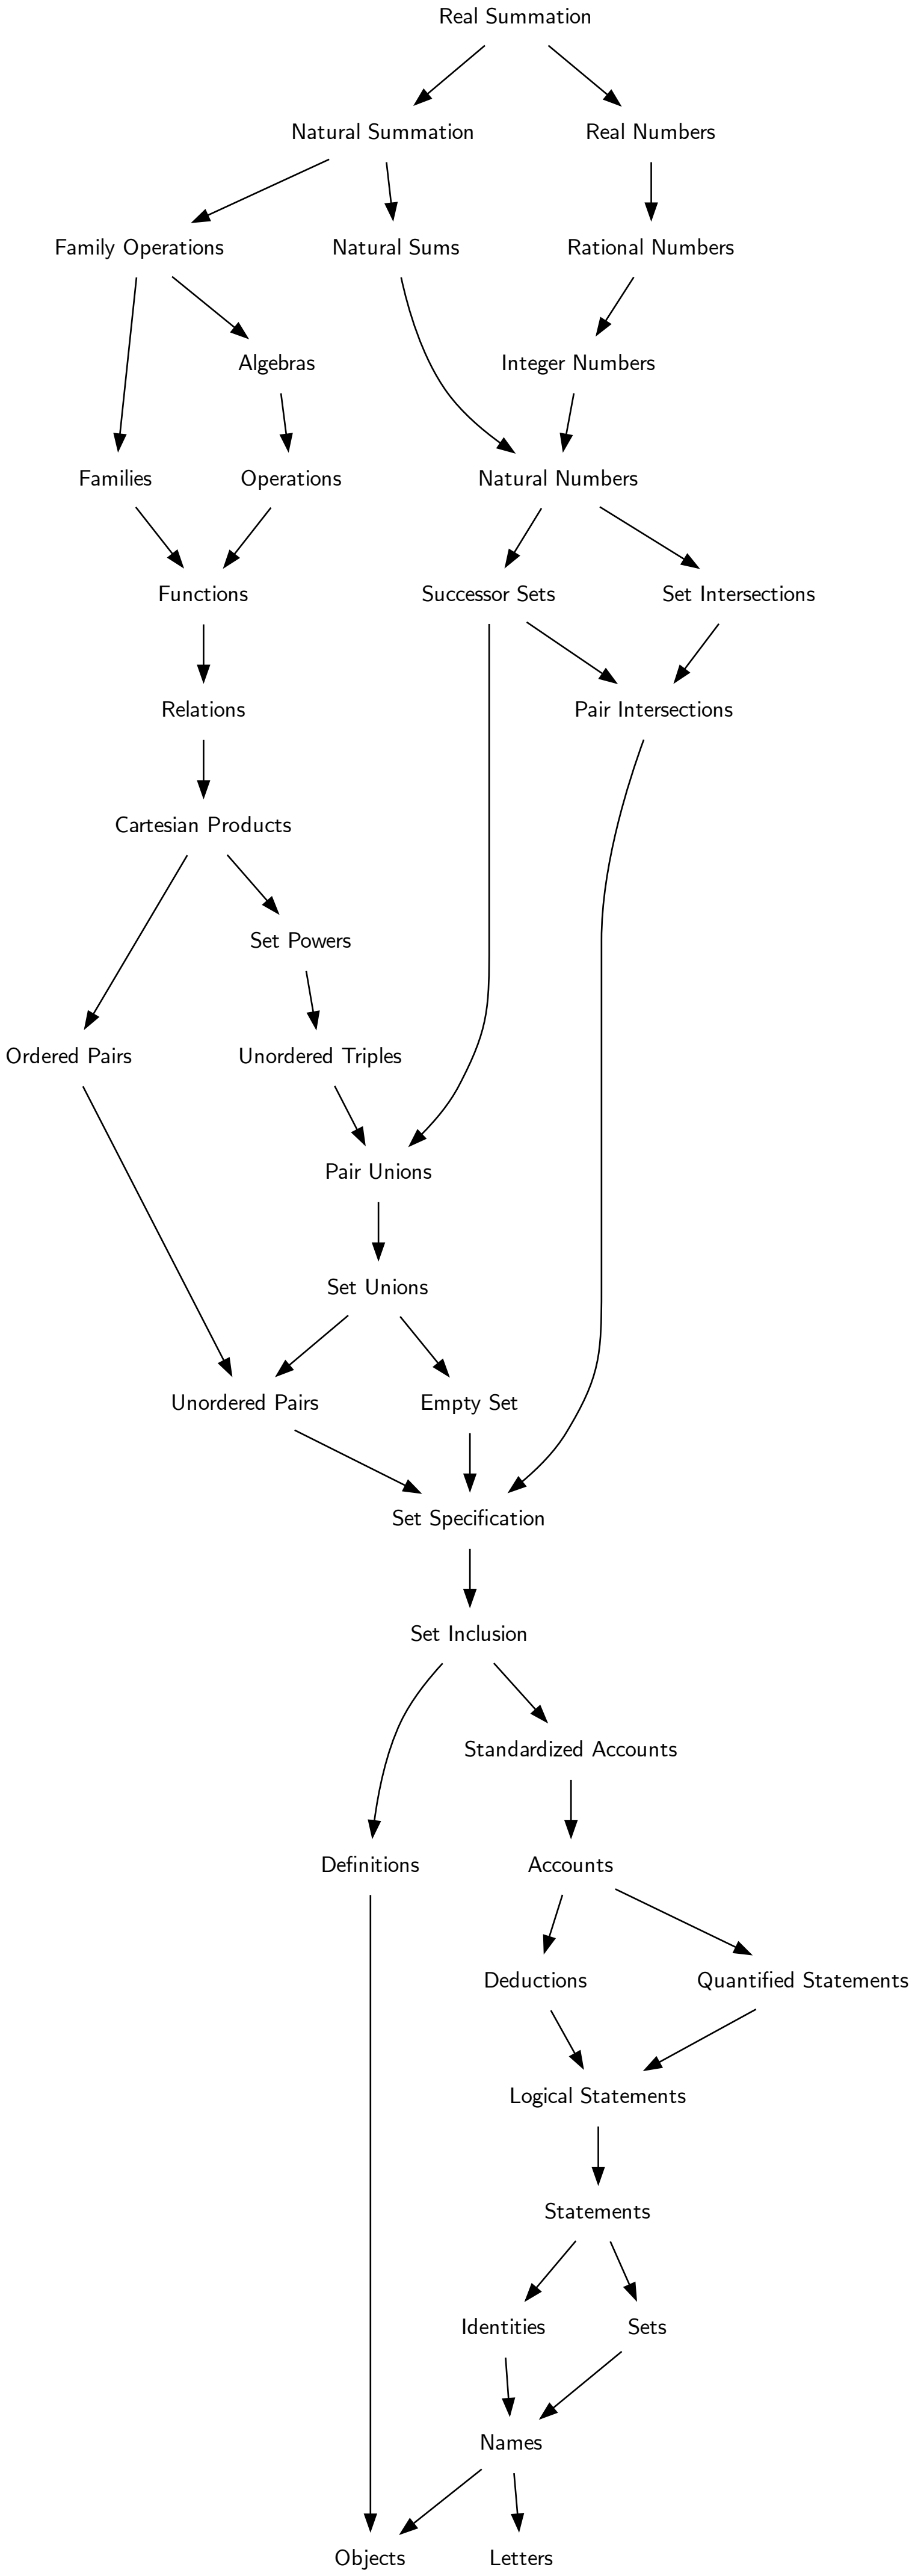 Real Summation
Natural Summation
Real Numbers
Family Operations
Natural Sums
Rational Numbers
Algebras
Integer Numbers
Families
Operations
Natural Numbers
Functions
Successor Sets
Set Intersections
Relations
Pair Intersections
Cartesian Products
Set Powers
Ordered Pairs
Unordered Triples
Pair Unions
Set Unions
Unordered Pairs
Empty Set
Set Specification
Set Inclusion
Standardized Accounts
Definitions
Accounts
Deductions
Quantified Statements
Logical Statements
Statements
Identities
Sets
Names
Objects
Letters